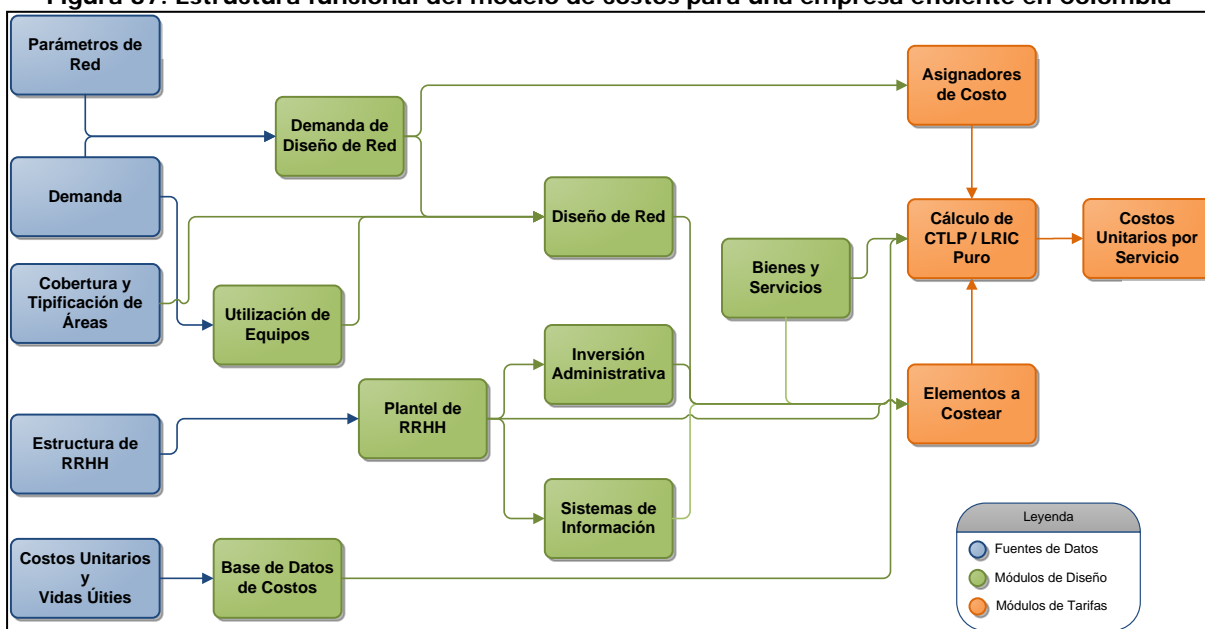 Figura 37. Estructura funcional del modelo de costos para una empresa eficiente en Colombia
Parámetros de
Red
Demanda
Cobertura y
Tipificación de
Áreas
Estructura de
RRHH
Costos Unitarios
y
Vidas Úities
Demanda de
Diseño de Red
Utilización de
Equipos
Plantel de
RRHH
Base de Datos
de Costos
Diseño de Red
Inversión
Administrativa
Sistemas de
Información
Bienes y
Servicios
Asignadores
de Costo
Cálculo de
CTLP / LRIC
Puro
Elementos a
Costear
Costos
Unitarios por
Servicio
Leyenda
Fuentes de Datos
Módulos de Diseño
Módulos de Tarifas